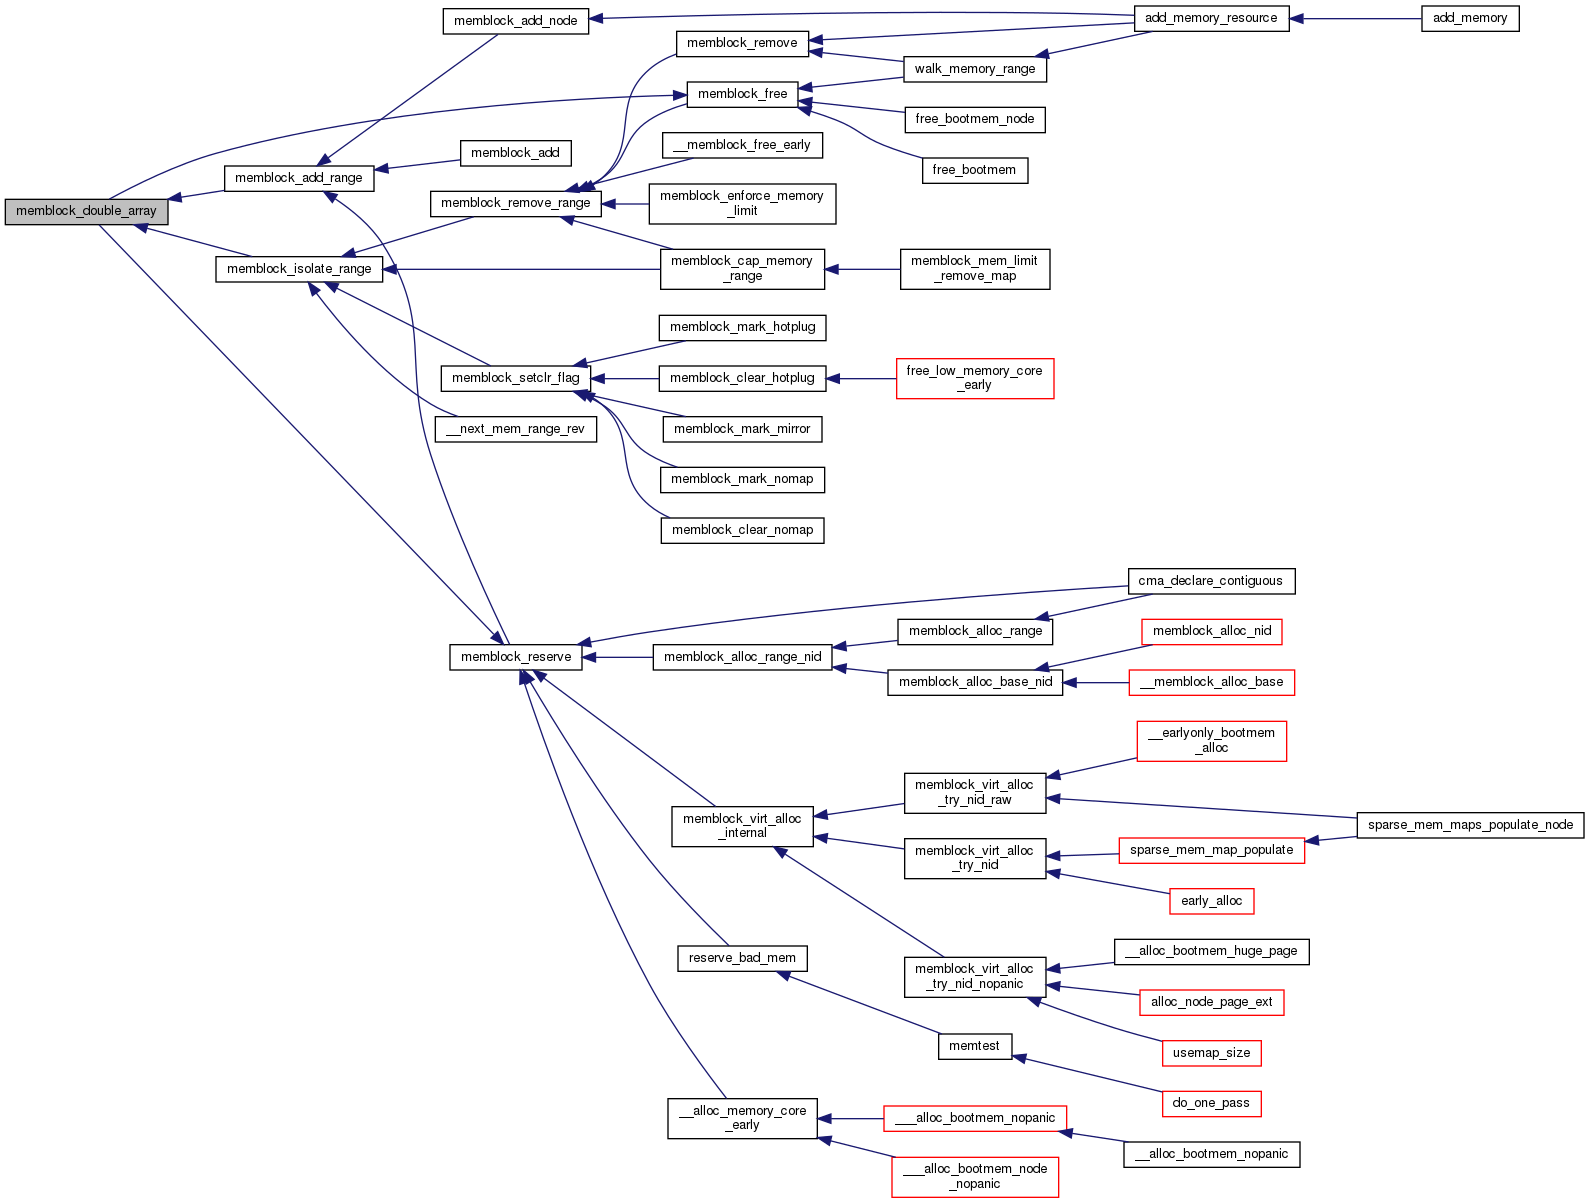 memblock_add_node
add_memory_resource
add_memory
memblock_remove
walk_memory_range
memblock_free
free_bootmem_node
__memblock_free_early
memblock_add
free_bootmem
memblock_add_range
memblock_double_array
memblock_remove_range
memblock_enforce_memory
_limit
memblock_isolate_range
memblock_cap_memory
_range
memblock_mem_limit
_remove_map
memblock_mark_hotplug
memblock_setclr_flag
memblock_clear_hotplug
free_low_memory_core
_early
__next_mem_range_rev
memblock_mark_mirror
memblock_mark_nomap
memblock_clear_nomap
cma_declare_contiguous
memblock_alloc_range
memblock_alloc_nid
memblock_reserve
memblock_alloc_range_nid
memblock_alloc_base_nid
__memblock_alloc_base
__earlyonly_bootmem
_alloc
memblock_virt_alloc
_try_nid_raw
memblock_virt_alloc
_internal
sparse_mem_maps_populate_node
memblock_virt_alloc
_try_nid
sparse_mem_map_populate
early_alloc
reserve_bad_mem
memblock_virt_alloc
_try_nid_nopanic
__alloc_bootmem_huge_page
alloc_node_page_ext
memtest
usemap_size
do_one_pass
__alloc_memory_core
_early
___alloc_bootmem_nopanic
__alloc_bootmem_nopanic
___alloc_bootmem_node
_nopanic